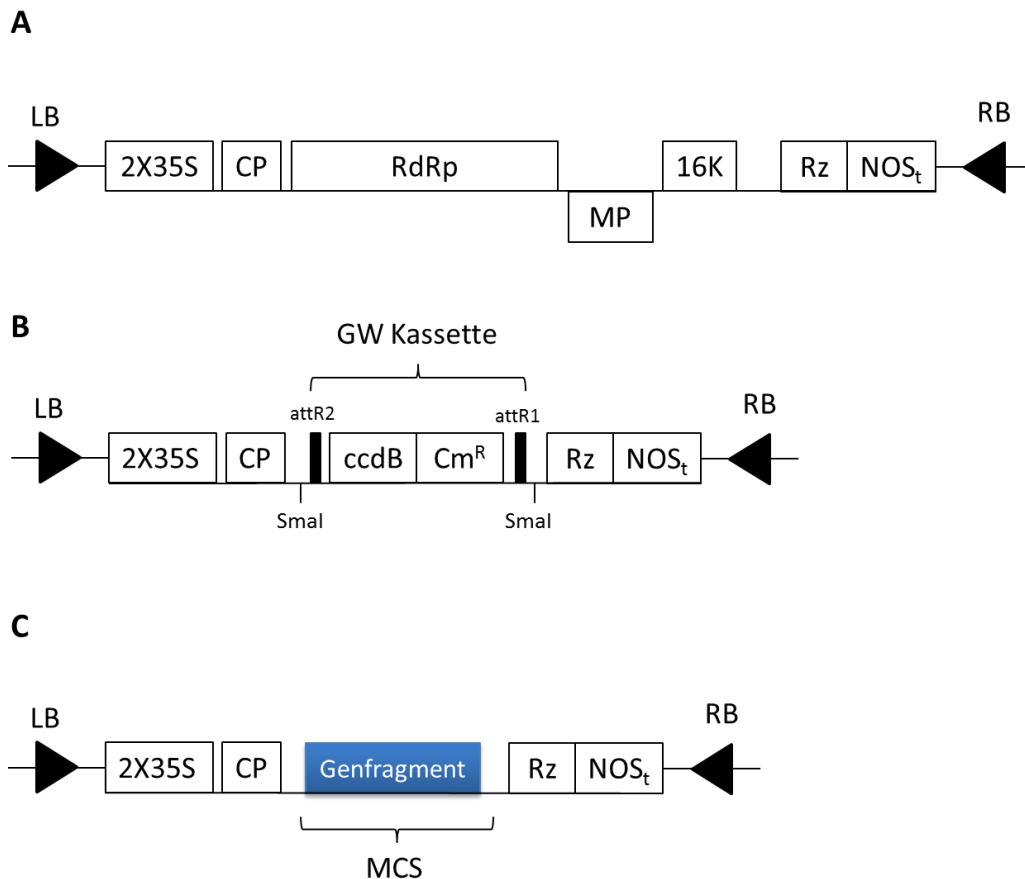 A
LB
RB
2X35S
CP
RdRp
16K
Rz
NOSt
MP
B
GW Kassette
LB
RB
attR2
attR1
2X35S
CP
ccdB
CmR
Rz
NOSt
SmaI
SmaI
C
LB
RB
2X35S
CP
Genfragment
Rz
NOSt
MCS